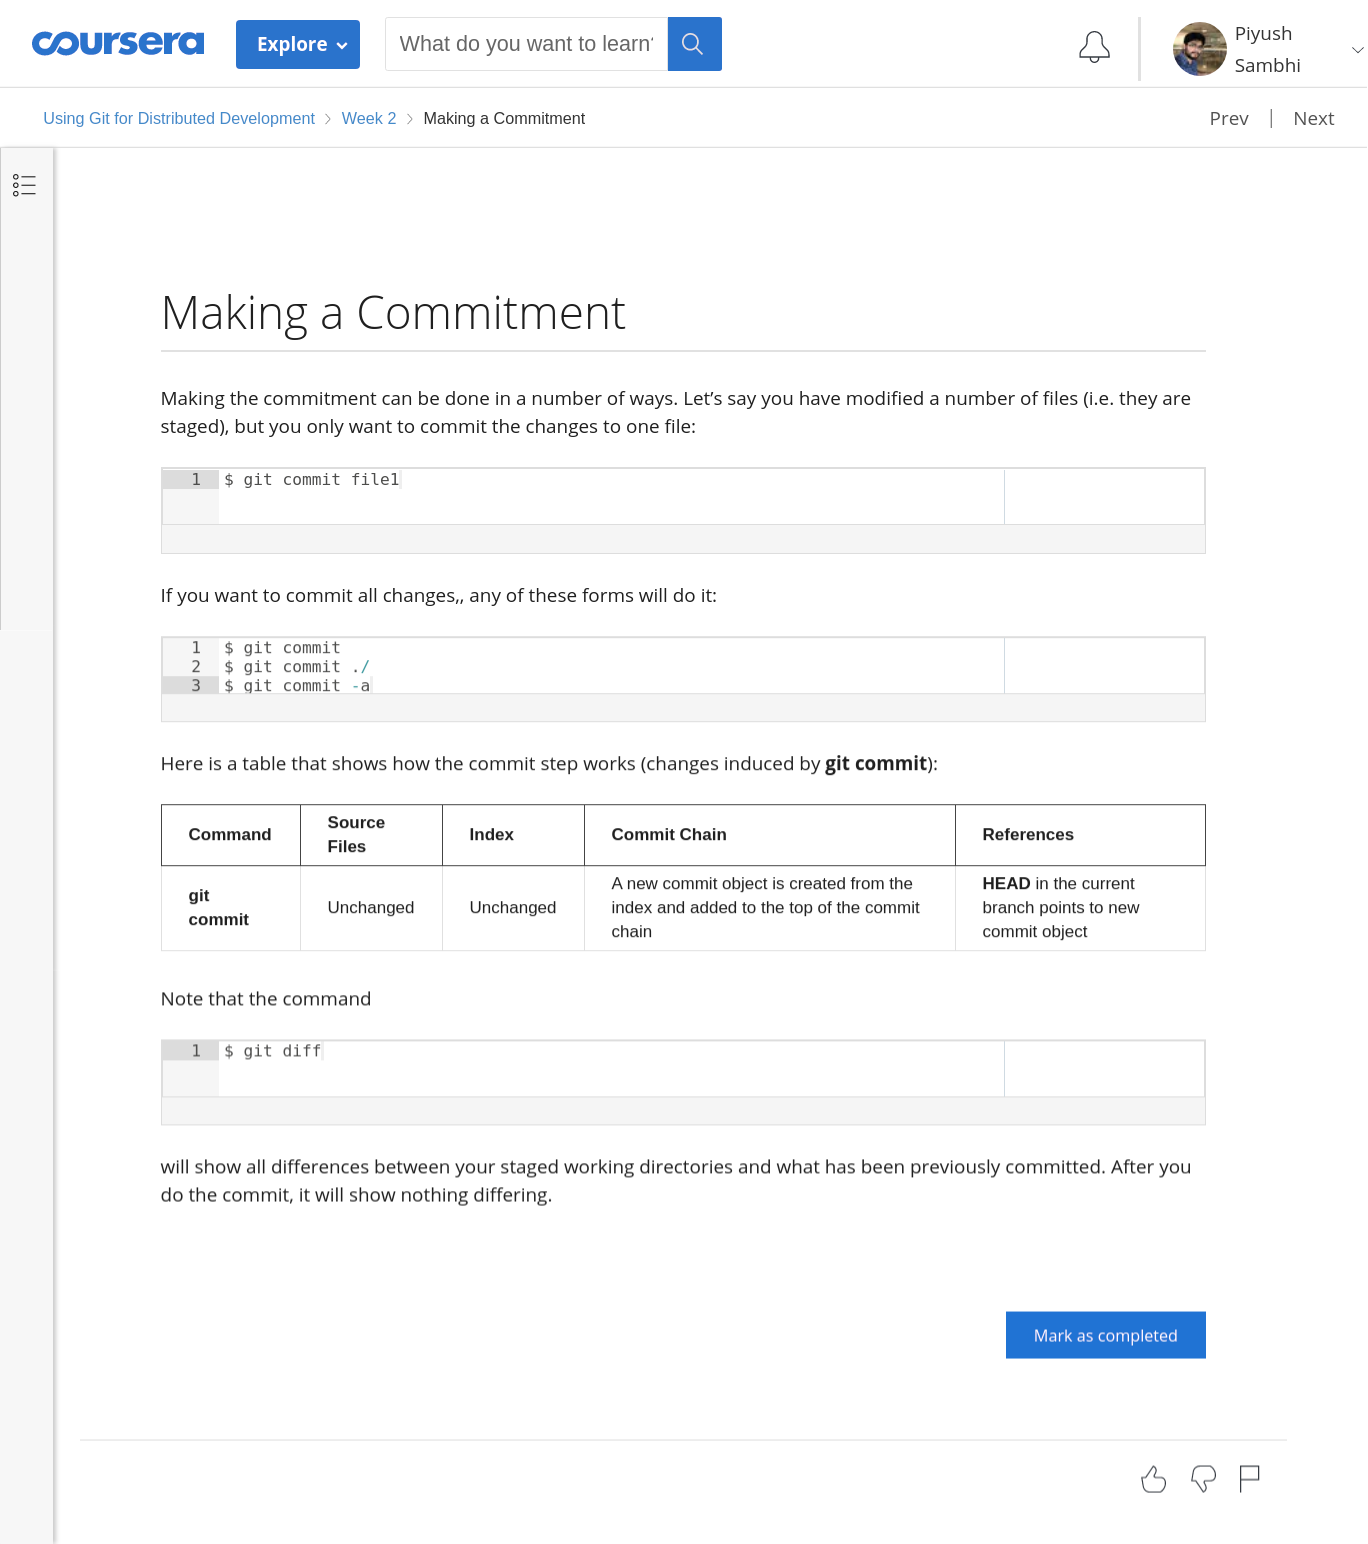 coursera
Explore
What do you want to learn?
Piyush
Sambhi
Using Git for Distributed Development
Week 2
Making a Commitment
Prev
Next
Making a Commitment
Making the commitment can be done in a number of ways. Let’s say you have modified a number of files (i.e. they are
staged), but you only want to commit the changes to one file:
1 $ git commit file1
If you want to commit all changes,, any of these forms will do it:
1 $ git commit
2 $ git commit ./
3 $ git commit -a
Here is a table that shows how the commit step works (changes induced by git commit):
Command
Source
Files
Index
Commit Chain
References
git
commit
Unchanged
Unchanged
A new commit object is created from the
index and added to the top of the commit
chain
HEAD in the current
branch points to new
commit object
Note that the command
1 $ git diff
will show all differences between your staged working directories and what has been previously committed. After you
do the commit, it will show nothing differing.
Mark as completed